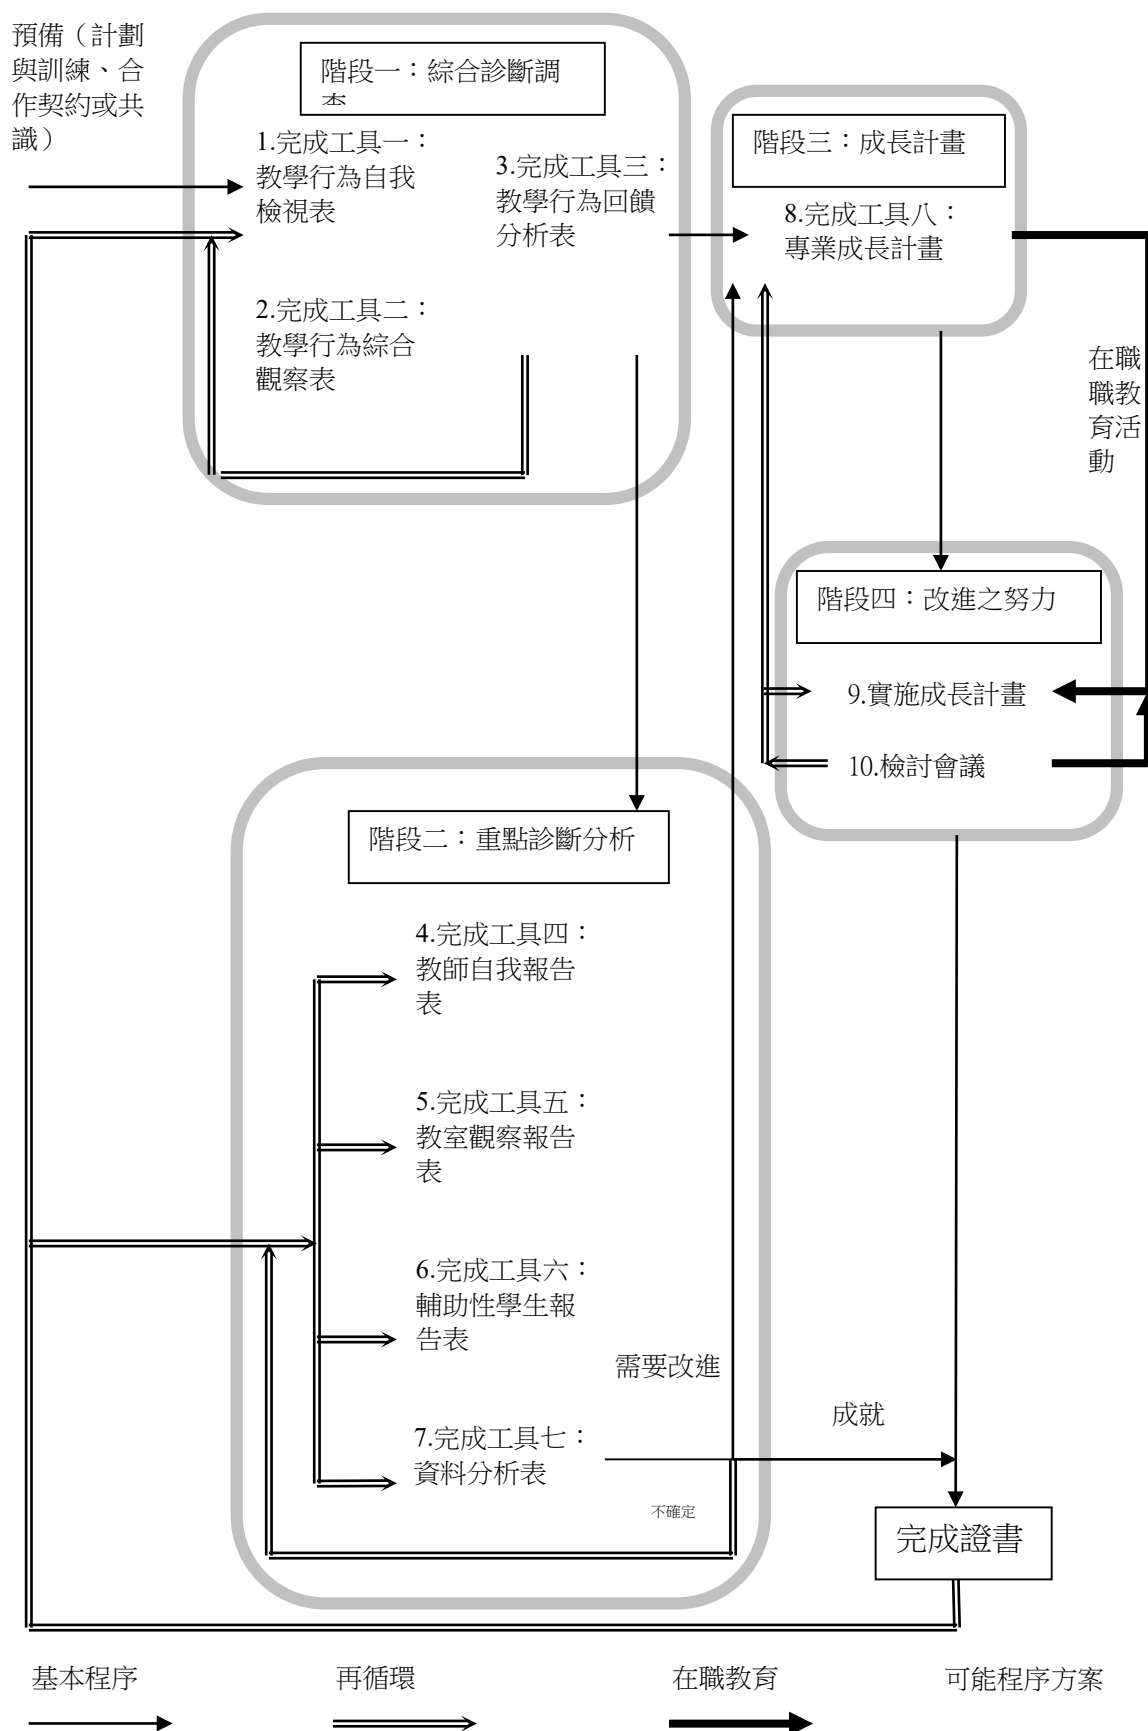 預備（計劃
與訓練、合
作契約或共
識）
階段一：綜合診斷調
查
1.完成工具一：
教學行為自我
檢視表
2.完成工具二：
教學行為綜合
觀察表
3.完成工具三：
教學行為回饋
分析表
階段三：成長計畫
8.完成工具八：
專業成長計畫
在職
職教
育活
動
階段四：改進之努力
9.實施成長計畫
10.檢討會議
階段二：重點診斷分析
4.完成工具四：
教師自我報告
表
5.完成工具五：
教室觀察報告
表
6.完成工具六：
輔助性學生報
告表
7.完成工具七：
資料分析表
需要改進
成就
不確定
完成證書
基本程序
再循環
在職教育
可能程序方案